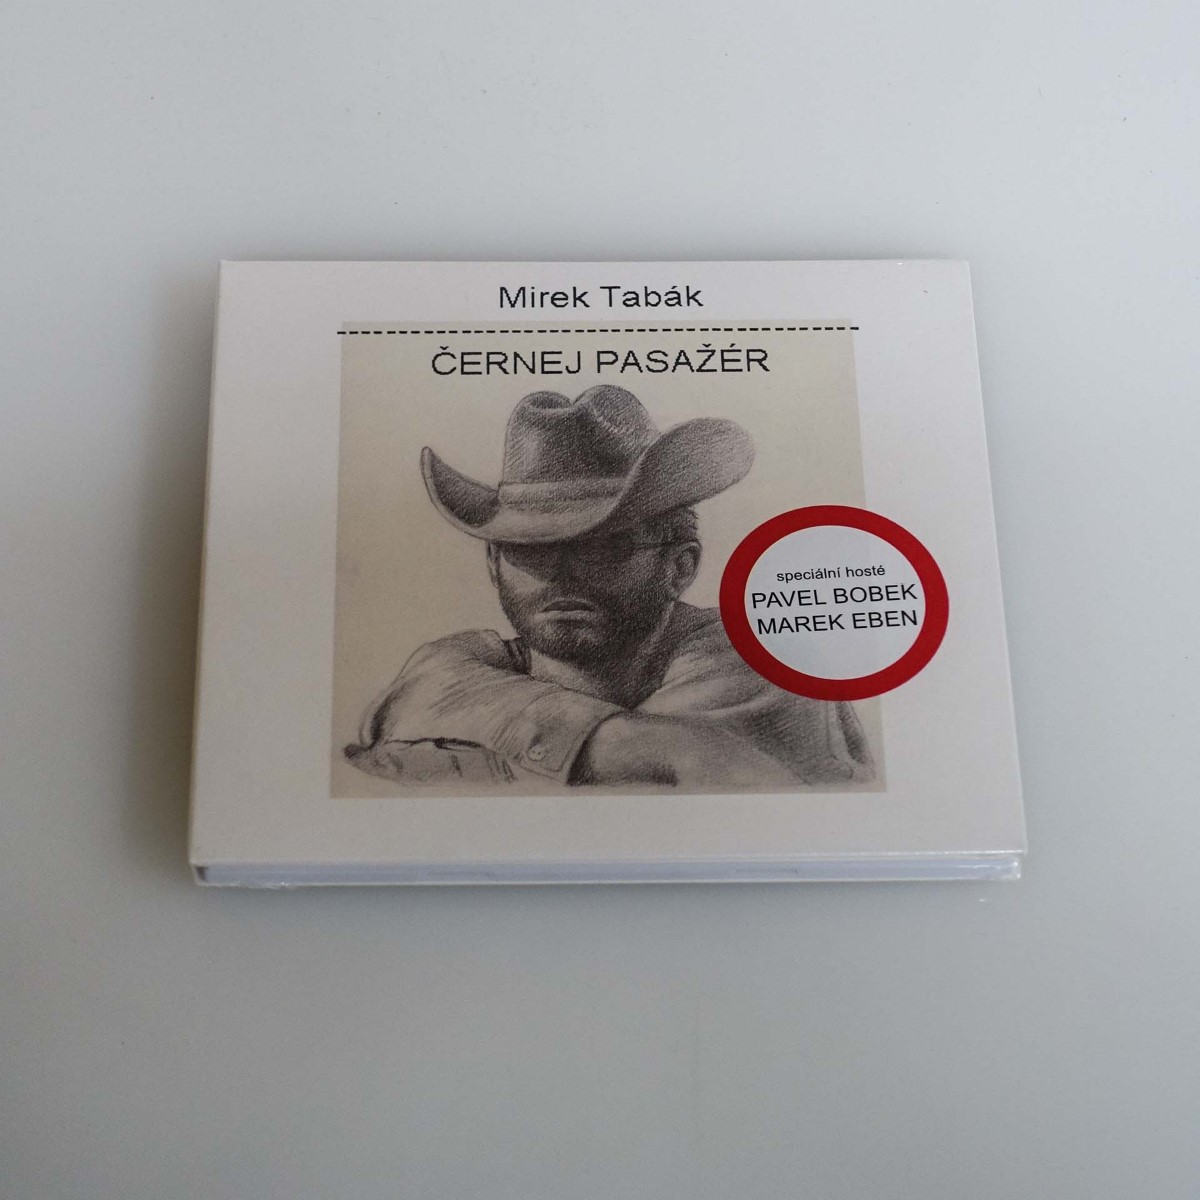 Mirek Tabák
ČERNEJ PASAŽÉR
speciální hosté
PAVEL BOBEK
MAREK EBEN